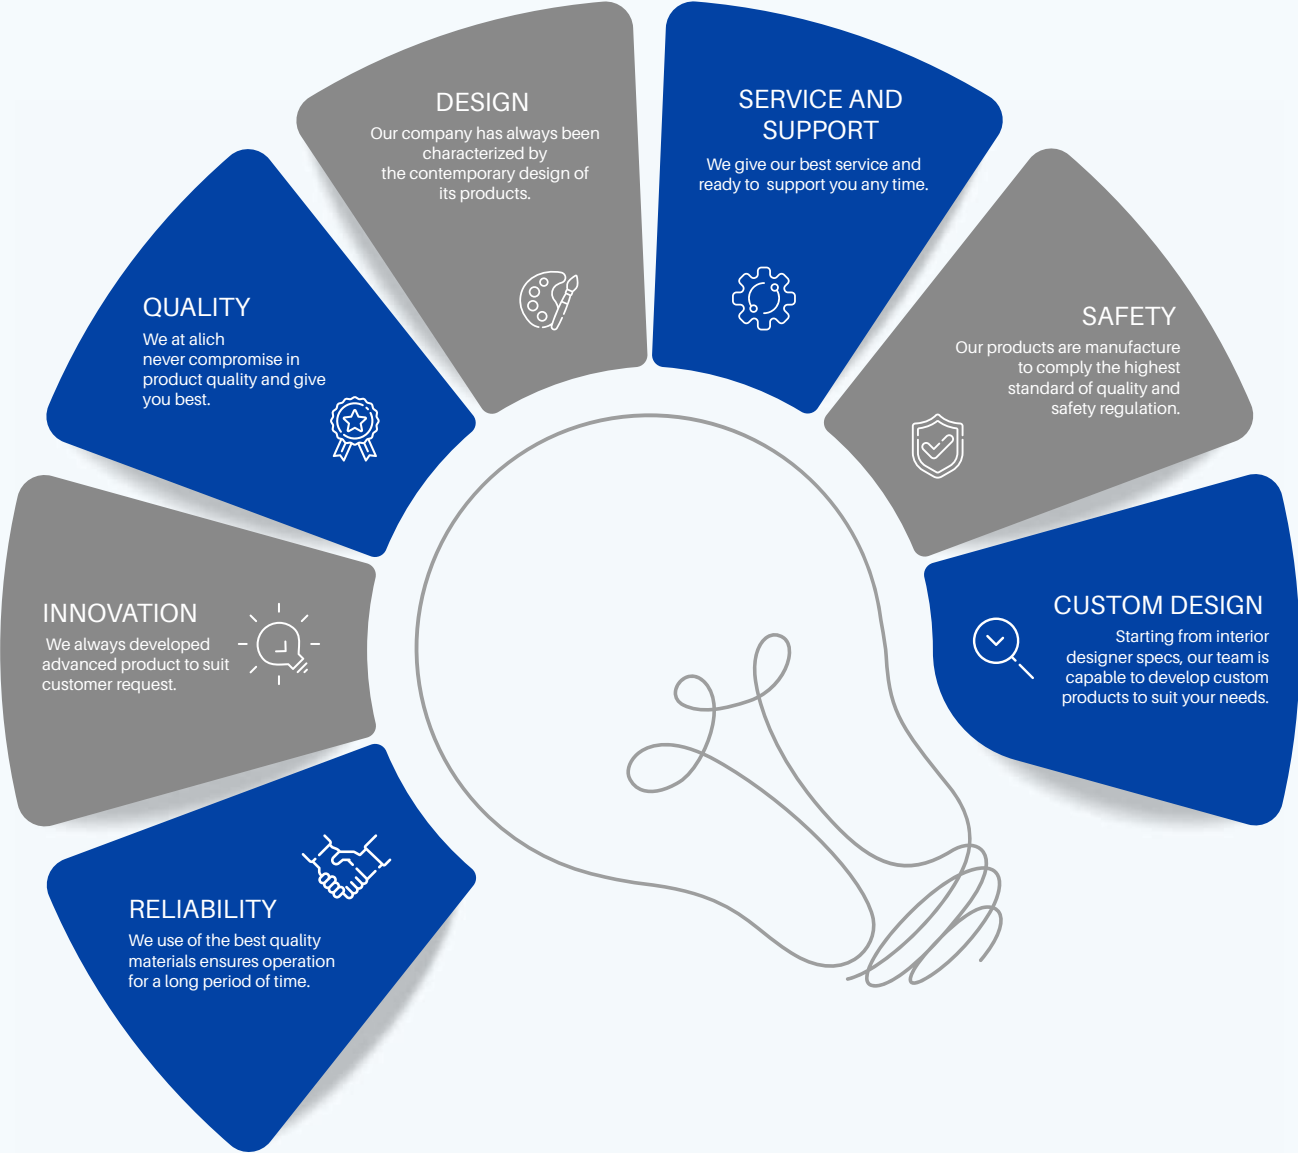 DESIGN
Our company has always been
characterized by
the contemporary design of
its products.
SERVICE AND
SUPPORT
We give our best service and
ready to support you any time.
QUALITY
We at alich
never compromise in
product quality and give
you best.
SAFETY
Our products are manufacture
to comply the highest
standard of quality and
safety regulation.
INNOVATION
We always developed
advanced product to suit
customer request.
CUSTOM DESIGN
Starting from interior
designer specs, our team is
capable to develop custom
products to suit your needs.
RELIABILITY
We use of the best quality
materials ensures operation
for a long period of time.